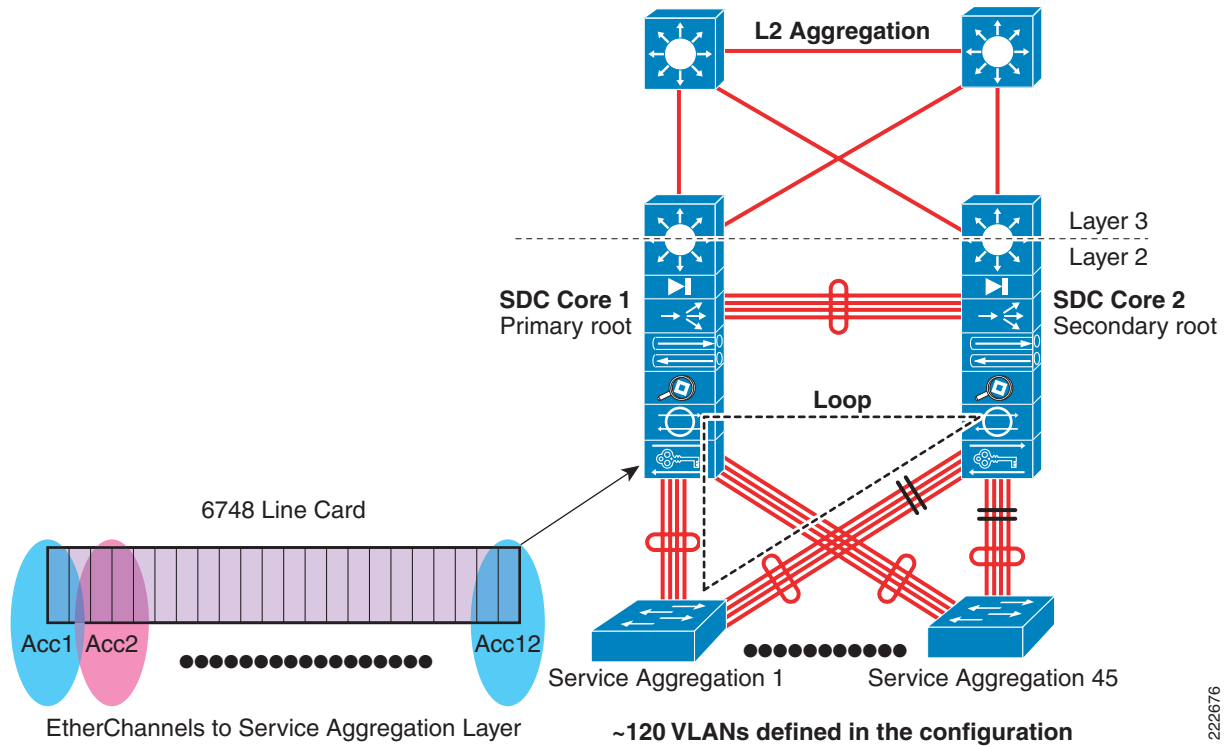 L2 Aggregation
Layer 3
Layer 2
SDC Core 1
Primary root
SDC Core 2
Secondary root
Loop
6748 Line Card
Acc1
Acc2
Acc12
Service Aggregation 1
Service Aggregation 45
EtherChannels to Service Aggregation Layer
~120 VLANs defined in the configuration
222676